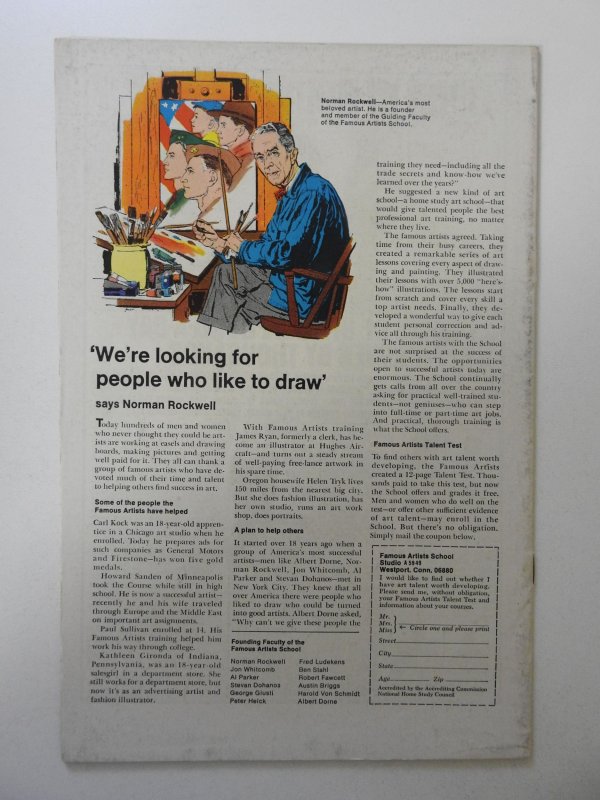 Norman Rockwell—America's most
beloved artist. He is a founder
and member of the Guiding Faculty
of the Famous Artists School.
'We're looking for
people who like to draw'
says Norman Rockwell
Today hundreds of men and women
who never thought they could be art-
ists are working at easels and drawing
boards, making pictures and getting
well paid for it. They all can thank a
group of famous artists who have de-
voted much of their time and talent
to helping others find success in art.
Some of the people the
Famous Artists have helped
Carl Kock was an 18-year-old appren-
tice in a Chicago art studio when he
enrolled. Today he prepares ads for
such companies as General Motors
and Firestone—has won five gold
medals.
Howard Sanden of Minneapolis
took the Course while still in high
school. He is now a successful artist—
recently he and his wife traveled
through Europe and the Middle East
on important art assignments.
Paul Sullivan enrolled at 14. His
Famous Artists training helped him
work his way through college.
Kathleen Gironda of Indiana,
Pennsylvania, was an 18-year old
salesgirl in a department store. She
still works for a department store, but
now it's as an advertising artist and
fashion illustrator.
With Famous Artists training
James Ryan, formerly a clerk, has be-
come an illustrator at Hughes Air-
craft—and turns out a steady stream
of well-paying free-lance artwork in
his spare time.
Oregon housewife Helen Tryk lives
150 miles from the nearest big city.
But she does fashion illustration, has
her own studio, runs an art work
shop, does portraits.
A plan to help others
It started over 18 years ago when a
group of America's most successful
artists—men like Albert Dorne, Nor-
man Rockwell, Jon Whitcomb, Al
Parker and Stevan Dohanos—met in
New York City. They knew that all
over America there were people who
liked to draw who could be turned
into good artists. Albert Dorne asked,
"Why can't we give these people the
Founding Faculty of the
Famous Artists School
Norman Rockwell
Jon Whitcomb
Al Parker
Stevan Dohanos
George Giusti
Peter Helck
Fred Ludekens
Ben Stahl
Robert Fawcett
Austin Briggs
Harold Von Schmidt
Albert Dorne
training they need—including all the
trade secrets and know-how we've
learned over the years?"
He suggested a new kind of art
school—a home study art school—that
would give talented people the best
professional art training, no matter
where they live.
The famous artists agreed. Taking
time from their busy careers, they
created a remarkable series of art
lessons covering every aspect of draw-
ing and painting. They illustrated
their lessons with over 5,000 "here's-
how" illustrations. The lessons start
from scratch and cover every skill a
top artist needs. Finally, they de-
veloped a wonderful way to give each
student personal correction and ad-
vice all through his training.
The famous artists with the School
are not surprised at the success of
their students. The opportunities
open to successful artists today are
enormous. The School continually
gets calls from all over the country
asking for practical well-trained stu-
dents—not geniuses—who can step
into full-time or part-time art jobs.
And practical, thorough training is
what the School offers.
Famous Artists Talent Test
To find others with art talent worth
developing, the Famous Artists
created a 12-page Talent Test. Thou-
sands paid to take this test, but now
the School offers and grades it free.
Men and women who do well on the
test—or offer other sufficient evidence
of art talent—may enroll in the
School. But there's no obligation.
Simply mail the coupon below.
Famous Artists School
Studio A5845
Westport, Conn. 06880
I would like to find out whether I
have art talent worth developing.
Please send me, without obligation,
your Famous Artists Talent Test and
information about your courses.
Mr.
Mrs.
Miss
← Circle one and please print
Street
City
State
Age Zip
Accredited by the Accrediting Commission
National Home Study Council